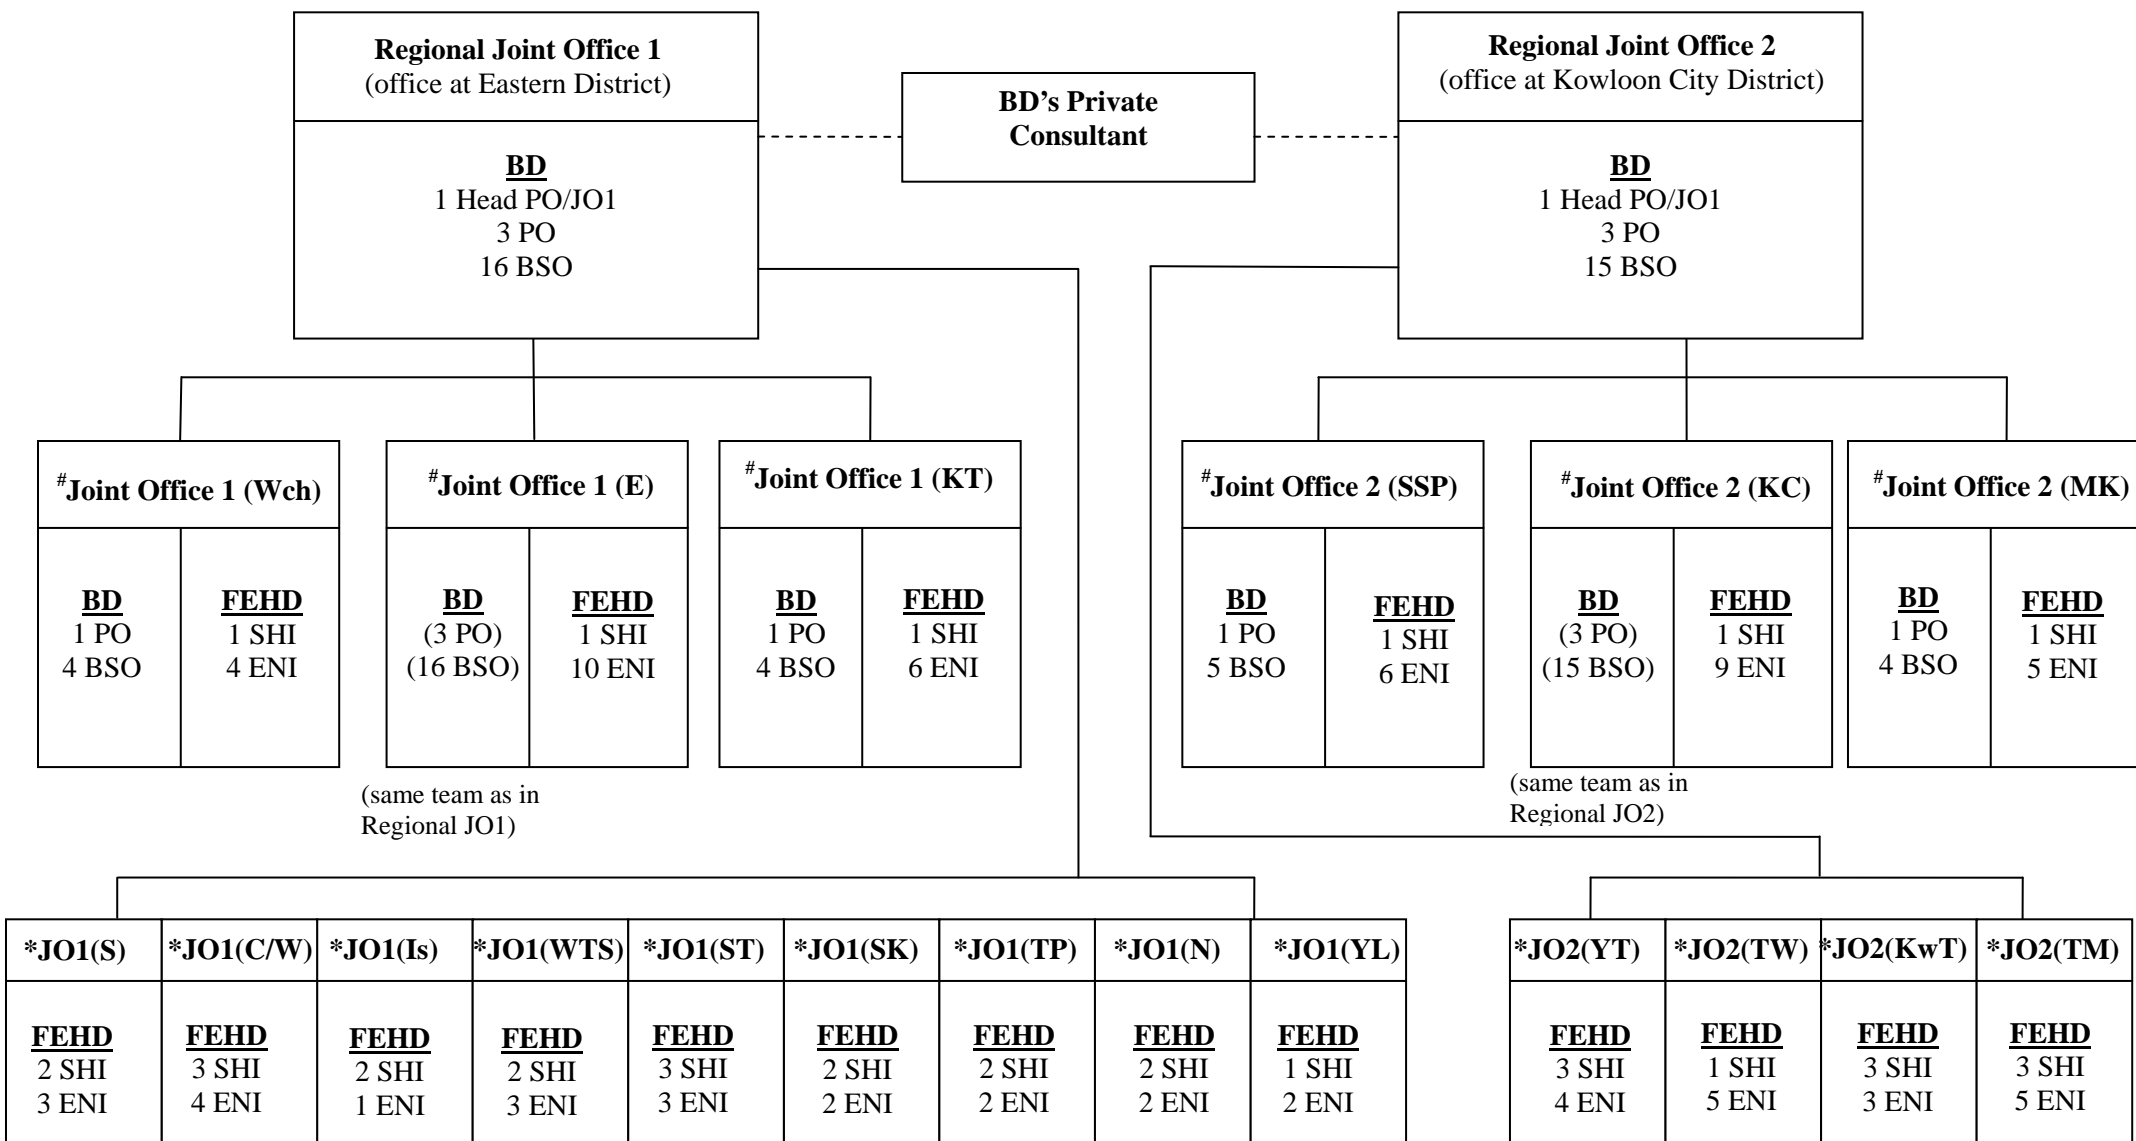 Regional Joint Office 1
(office at Eastern District)
BD
1 Head PO/JO1
3 PO
16 BSO
BD's Private
Consultant
Regional Joint Office 2
(office at Kowloon City District)
BD
1 Head PO/JO1
3 PO
15 BSO
#Joint Office 1 (Wch)
BD
1 PO
4 BSO
FEHD
1 SHI
4 ENI
#Joint Office 1 (E)
BD
(3 PO)
(16 BSO)
FEHD
1 SHI
10 ENI
(same team as in
Regional JO1)
#Joint Office 1 (KT)
BD
1 PO
4 BSO
FEHD
1 SHI
6 ENI
#Joint Office 2 (SSP)
BD
1 PO
5 BSO
FEHD
1 SHI
6 ENI
#Joint Office 2 (KC)
BD
(3 PO)
(15 BSO)
FEHD
1 SHI
9 ENI
(same team as in
Regional JO2)
#Joint Office 2 (MK)
BD
1 PO
4 BSO
FEHD
1 SHI
5 ENI
*JO1(S)
FEHD
2 SHI
3 ENI
*JO1(C/W)
FEHD
3 SHI
4 ENI
*JO1(Is)
FEHD
2 SHI
1 ENI
*JO1(WTS)
FEHD
2 SHI
3 ENI
*JO1(ST)
FEHD
3 SHI
3 ENI
*JO1(SK)
FEHD
2 SHI
2 ENI
*JO1(TP)
FEHD
2 SHI
2 ENI
*JO1(N)
FEHD
2 SHI
2 ENI
*JO1(YL)
FEHD
1 SHI
2 ENI
*JO2(YT)
FEHD
3 SHI
4 ENI
*JO2(TW)
FEHD
1 SHI
5 ENI
*JO2(KwT)
FEHD
3 SHI
3 ENI
*JO2(TM)
FEHD
3 SHI
5 ENI